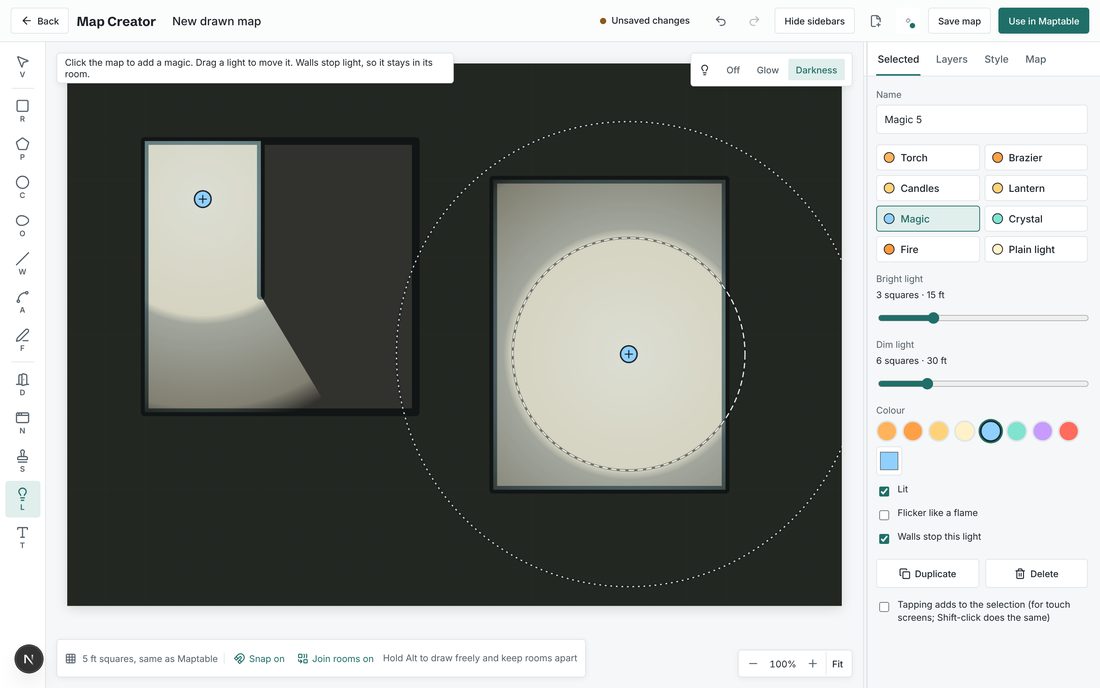 Back
Map Creator
New drawn map
Unsaved changes
Hide sidebars
Save map
Use in Maptable
Click the map to add a magic. Drag a light to move it. Walls stop light, so it stays in its
room.
Off
Glow
Darkness
V
R
P
C
O
W
A
F
D
N
S
L
T
N
Selected
Layers
Style
Map
Name
Magic 5
Torch
Brazier
Candles
Lantern
Magic
Crystal
Fire
Plain light
Bright light
3 squares · 15 ft
Dim light
6 squares · 30 ft
Colour
Lit
Flicker like a flame
Walls stop this light
Duplicate
Delete
Tapping adds to the selection (for touch
screens; Shift-click does the same)
5 ft squares, same as Maptable
Snap on
Join rooms on
Hold Alt to draw freely and keep rooms apart
100%
Fit